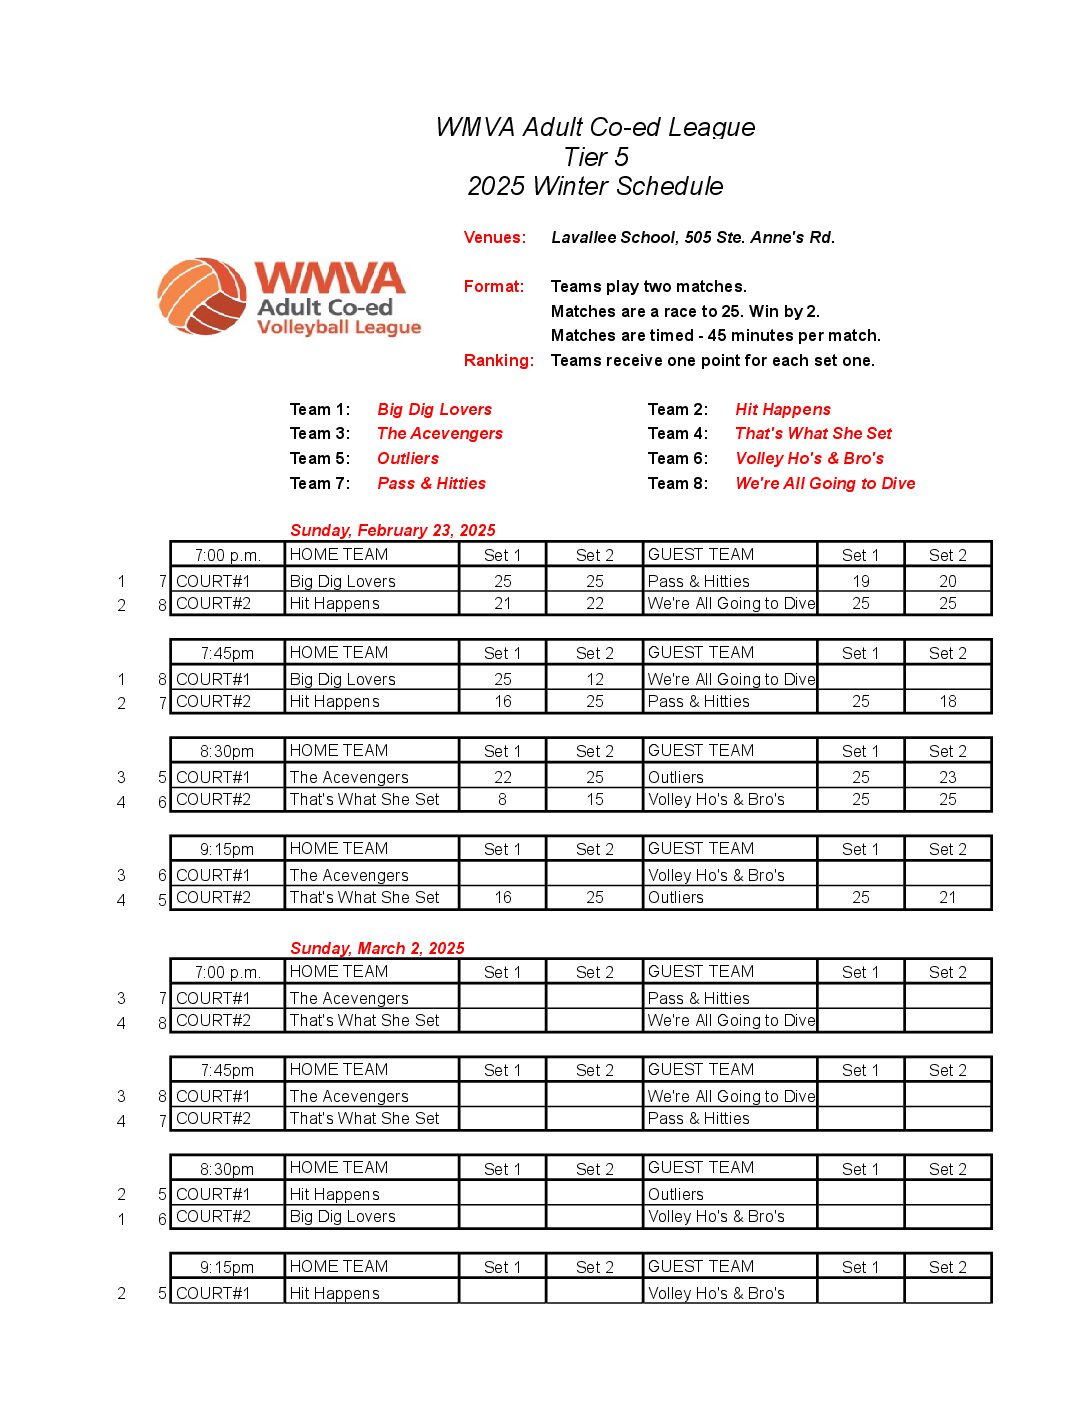 WMVA Adult Co-ed League
Tier 5
2025 Winter Schedule
Venues: Lavallee School, 505 Ste. Anne's Rd.
WMVA
Adult Co-ed
Volleyball League
Format: Teams play two matches.
Matches are a race to 25. Win by 2.
Matches are timed - 45 minutes per match.
Ranking: Teams receive one point for each set one.
Team 1: Big Dig Lovers Team 2: Hit Happens
Team 3: The Acevengers Team 4: That's What She Set
Team 5: Outliers Team 6: Volley Ho's & Bro's
Team 7: Pass & Hitties Team 8: We're All Going to Dive
Sunday, February 23, 2025
7:00 p.m. HOME TEAM Set 1 Set 2 GUEST TEAM Set 1 Set 2
1 7 COURT#1 Big Dig Lovers 25 25 Pass & Hitties 19 20
2 8 COURT#2 Hit Happens 21 22 We're All Going to Dive 25 25
7:45pm HOME TEAM Set 1 Set 2 GUEST TEAM Set 1 Set 2
1 8 COURT#1 Big Dig Lovers 25 12 We're All Going to Dive
2 7 COURT#2 Hit Happens 16 25 Pass & Hitties 25 18
8:30pm HOME TEAM Set 1 Set 2 GUEST TEAM Set 1 Set 2
3 5 COURT#1 The Acevengers 22 25 Outliers 25 23
4 6 COURT#2 That's What She Set 8 15 Volley Ho's & Bro's 25 25
9:15pm HOME TEAM Set 1 Set 2 GUEST TEAM Set 1 Set 2
3 6 COURT#1 The Acevengers Volley Ho's & Bro's
4 5 COURT#2 That's What She Set 16 25 Outliers 25 21
Sunday, March 2, 2025
7:00 p.m. HOME TEAM Set 1 Set 2 GUEST TEAM Set 1 Set 2
3 7 COURT#1 The Acevengers Pass & Hitties
4 8 COURT#2 That's What She Set We're All Going to Dive
7:45pm HOME TEAM Set 1 Set 2 GUEST TEAM Set 1 Set 2
3 8 COURT#1 The Acevengers We're All Going to Dive
4 7 COURT#2 That's What She Set Pass & Hitties
8:30pm HOME TEAM Set 1 Set 2 GUEST TEAM Set 1 Set 2
2 5 COURT#1 Hit Happens Outliers
1 6 COURT#2 Big Dig Lovers Volley Ho's & Bro's
9:15pm HOME TEAM Set 1 Set 2 GUEST TEAM Set 1 Set 2
2 5 COURT#1 Hit Happens Volley Ho's & Bro's